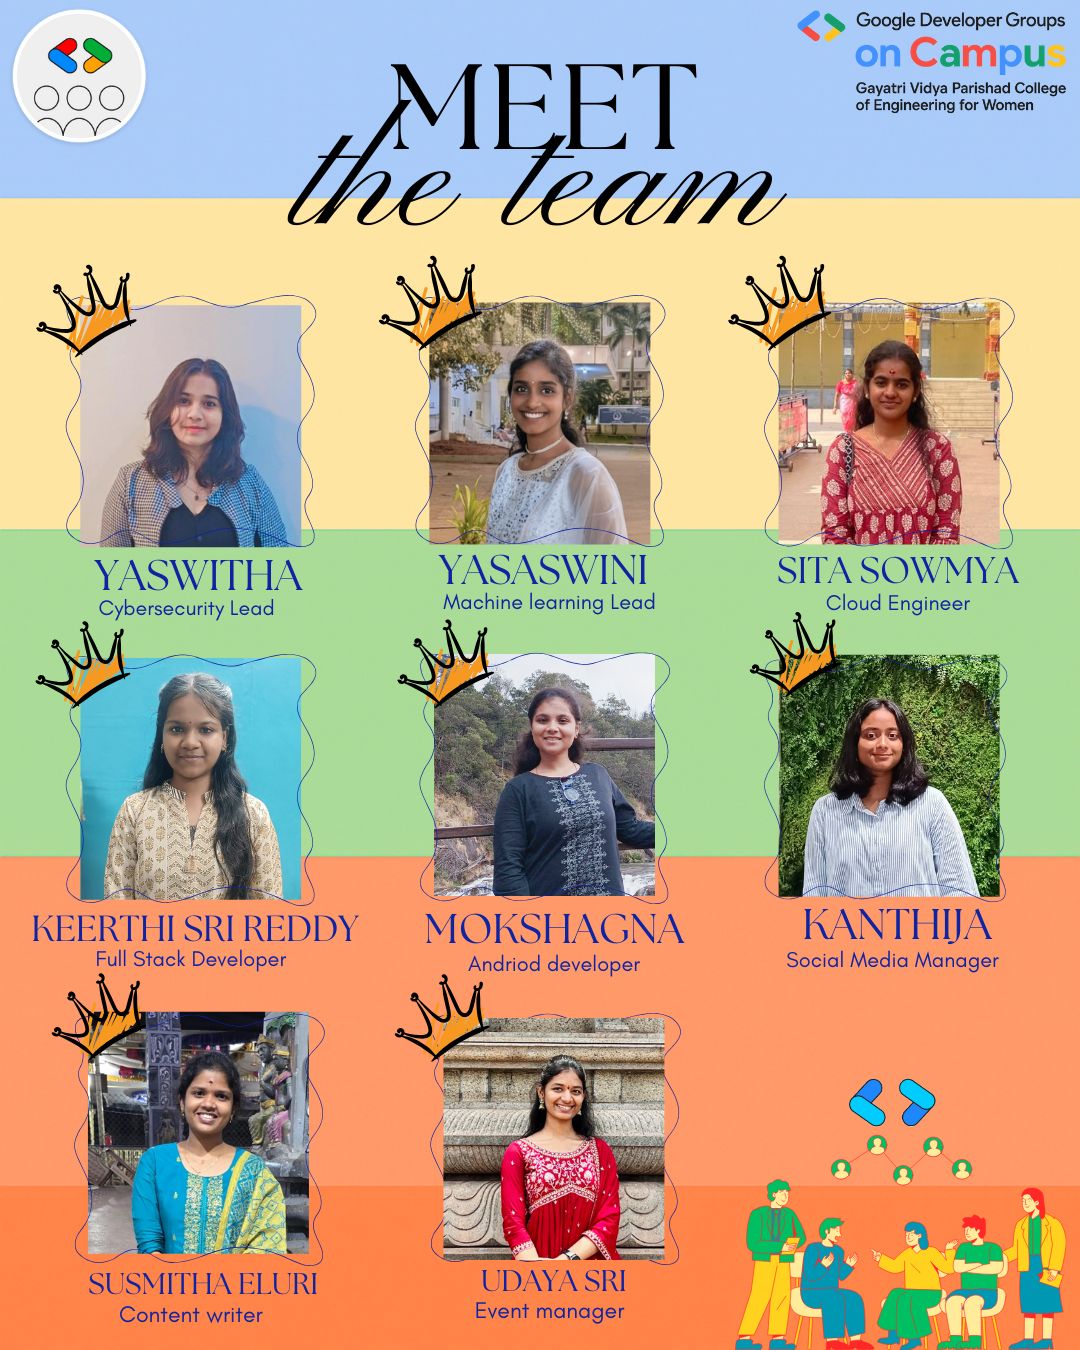 Google Developer Groups
on Campus
Gayatri Vidya Parishad College
of Engineering for Women
MEET
the team
YASWITHA
Cybersecurity Lead
YASASWINI
Machine learning Lead
SITA SOWMYA
Cloud Engineer
KEERTHI SRI REDDY
Full Stack Developer
MOKSHAGNA
Andriod developer
KANTHIJA
Social Media Manager
SUSMITHA ELURI
Content writer
UDAYA SRI
Event manager